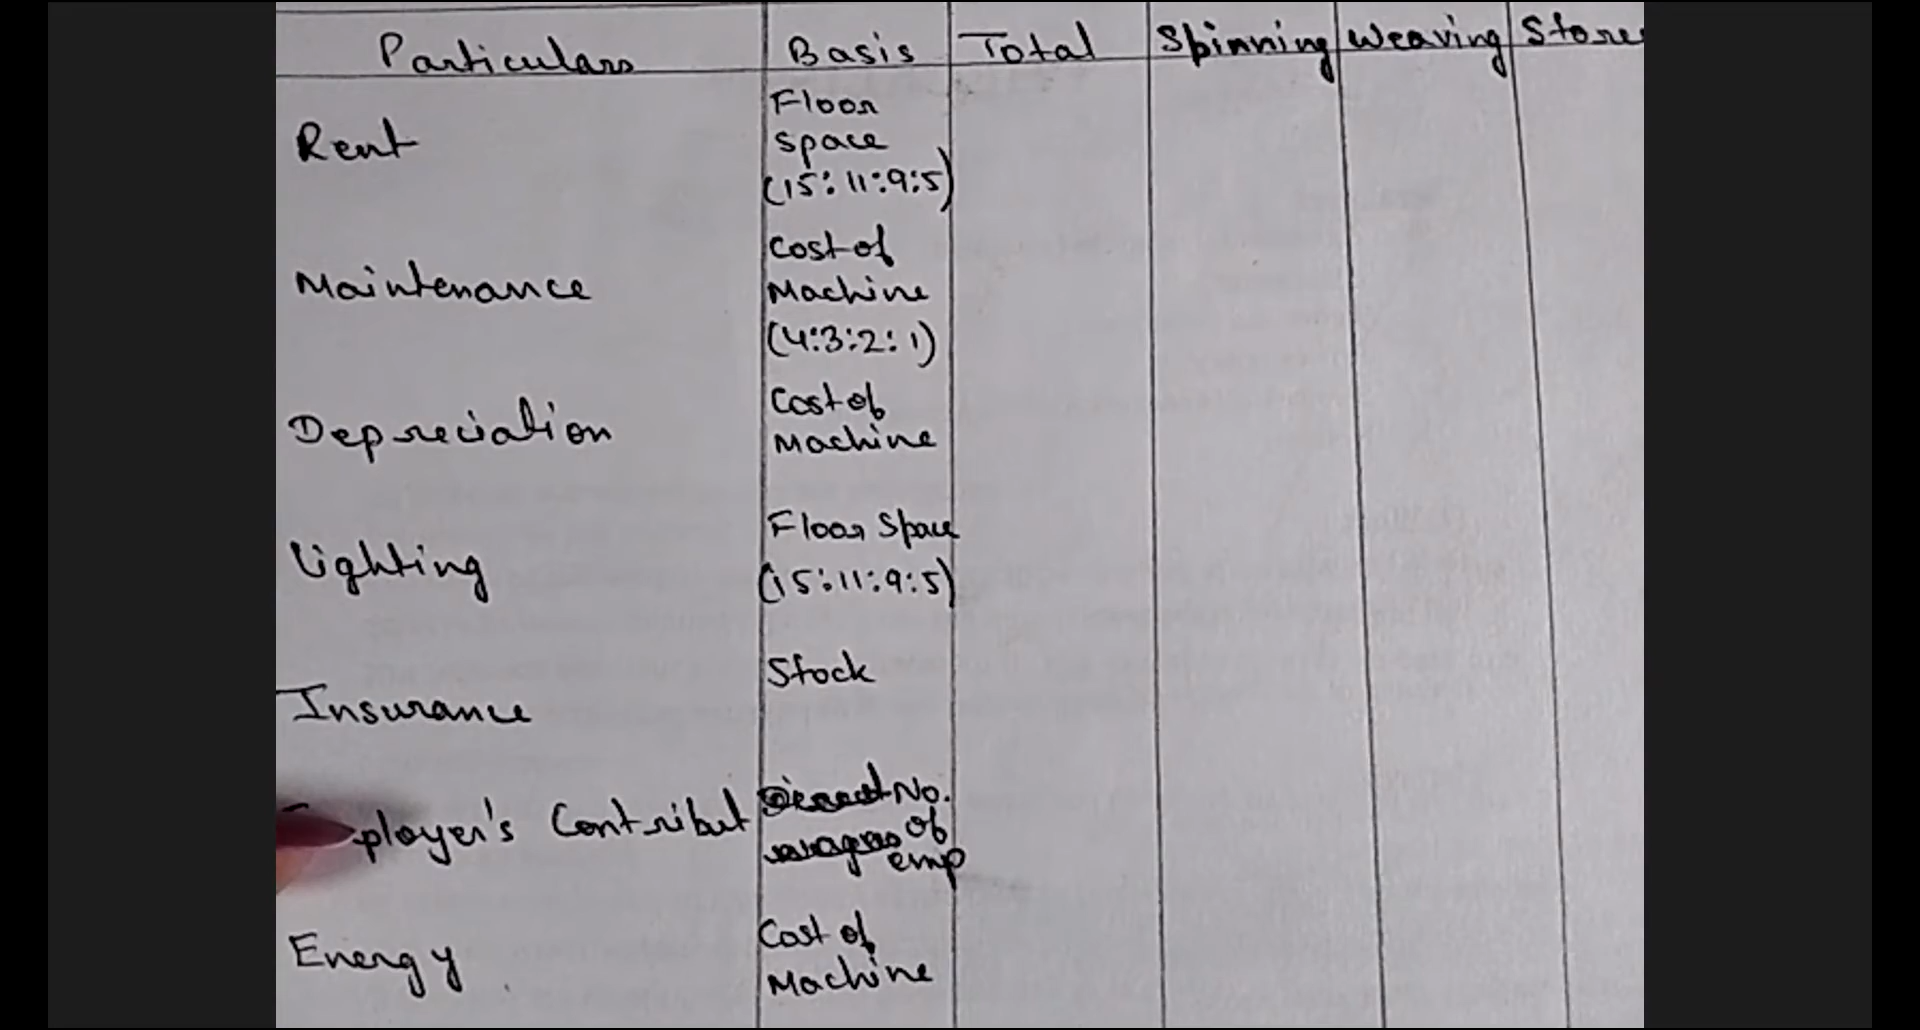 Particulars Basis Total Spinning Weaving Store
Rent Floor
space
(15:11:9:5)
Maintenance Cost of
Machine
(4:3:2:1)
Depreciation Cost of
Machine
Lighting Floor Space
(15:11:9:5)
Insurance Stock
ployer's Contribut No.
of
emp
Energy Cost of
Machine